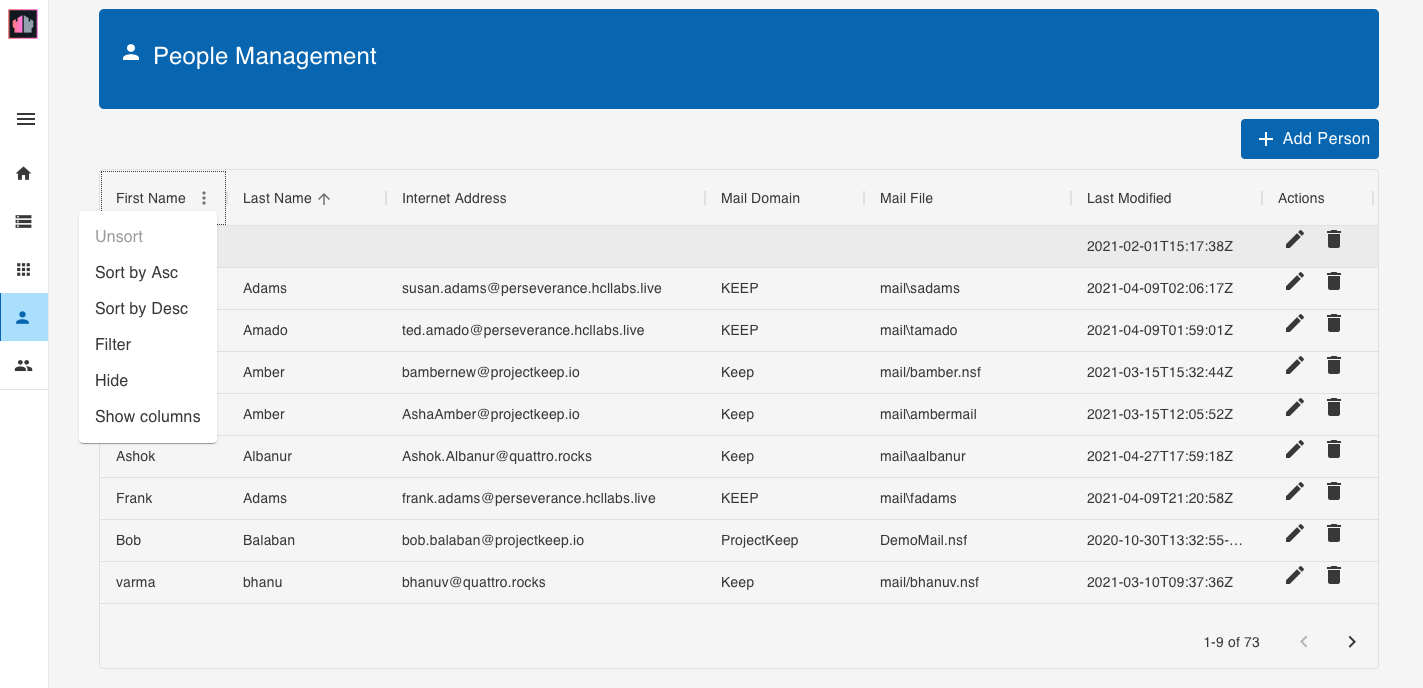 People Management
Add Person
First Name Last Name Internet Address Mail Domain Mail File Last Modified Actions
Unsort
Sort by Asc
Sort by Desc
Filter
Hide
Show columns
2021-02-01T15:17:38Z
Adams susan.adams@perseverance.hcllabs.live KEEP mail\sadams 2021-04-09T02:06:17Z
Amado ted.amado@perseverance.hcllabs.live KEEP mail\tamado 2021-04-09T01:59:01Z
Amber bambernew@projectkeep.io Keep mail/bamber.nsf 2021-03-15T15:32:44Z
Amber AshaAmber@projectkeep.io Keep mail\ambermail 2021-03-15T12:05:52Z
Ashok Albanur Ashok.Albanur@quattro.rocks Keep mail\aalbanur 2021-04-27T17:59:18Z
Frank Adams frank.adams@perseverance.hcllabs.live KEEP mail\fadams 2021-04-09T21:20:58Z
Bob Balaban bob.balaban@projectkeep.io ProjectKeep DemoMail.nsf 2020-10-30T13:32:55-...
varma bhanu bhanuv@quattro.rocks Keep mail/bhanuv.nsf 2021-03-10T09:37:36Z
1-9 of 73